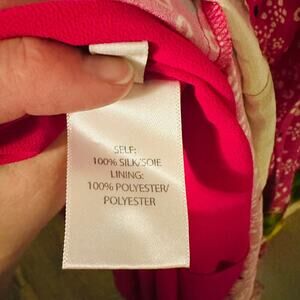 SELF:
100% SILK/SOIE
LINING:
100% POLYESTER/
POLYESTER